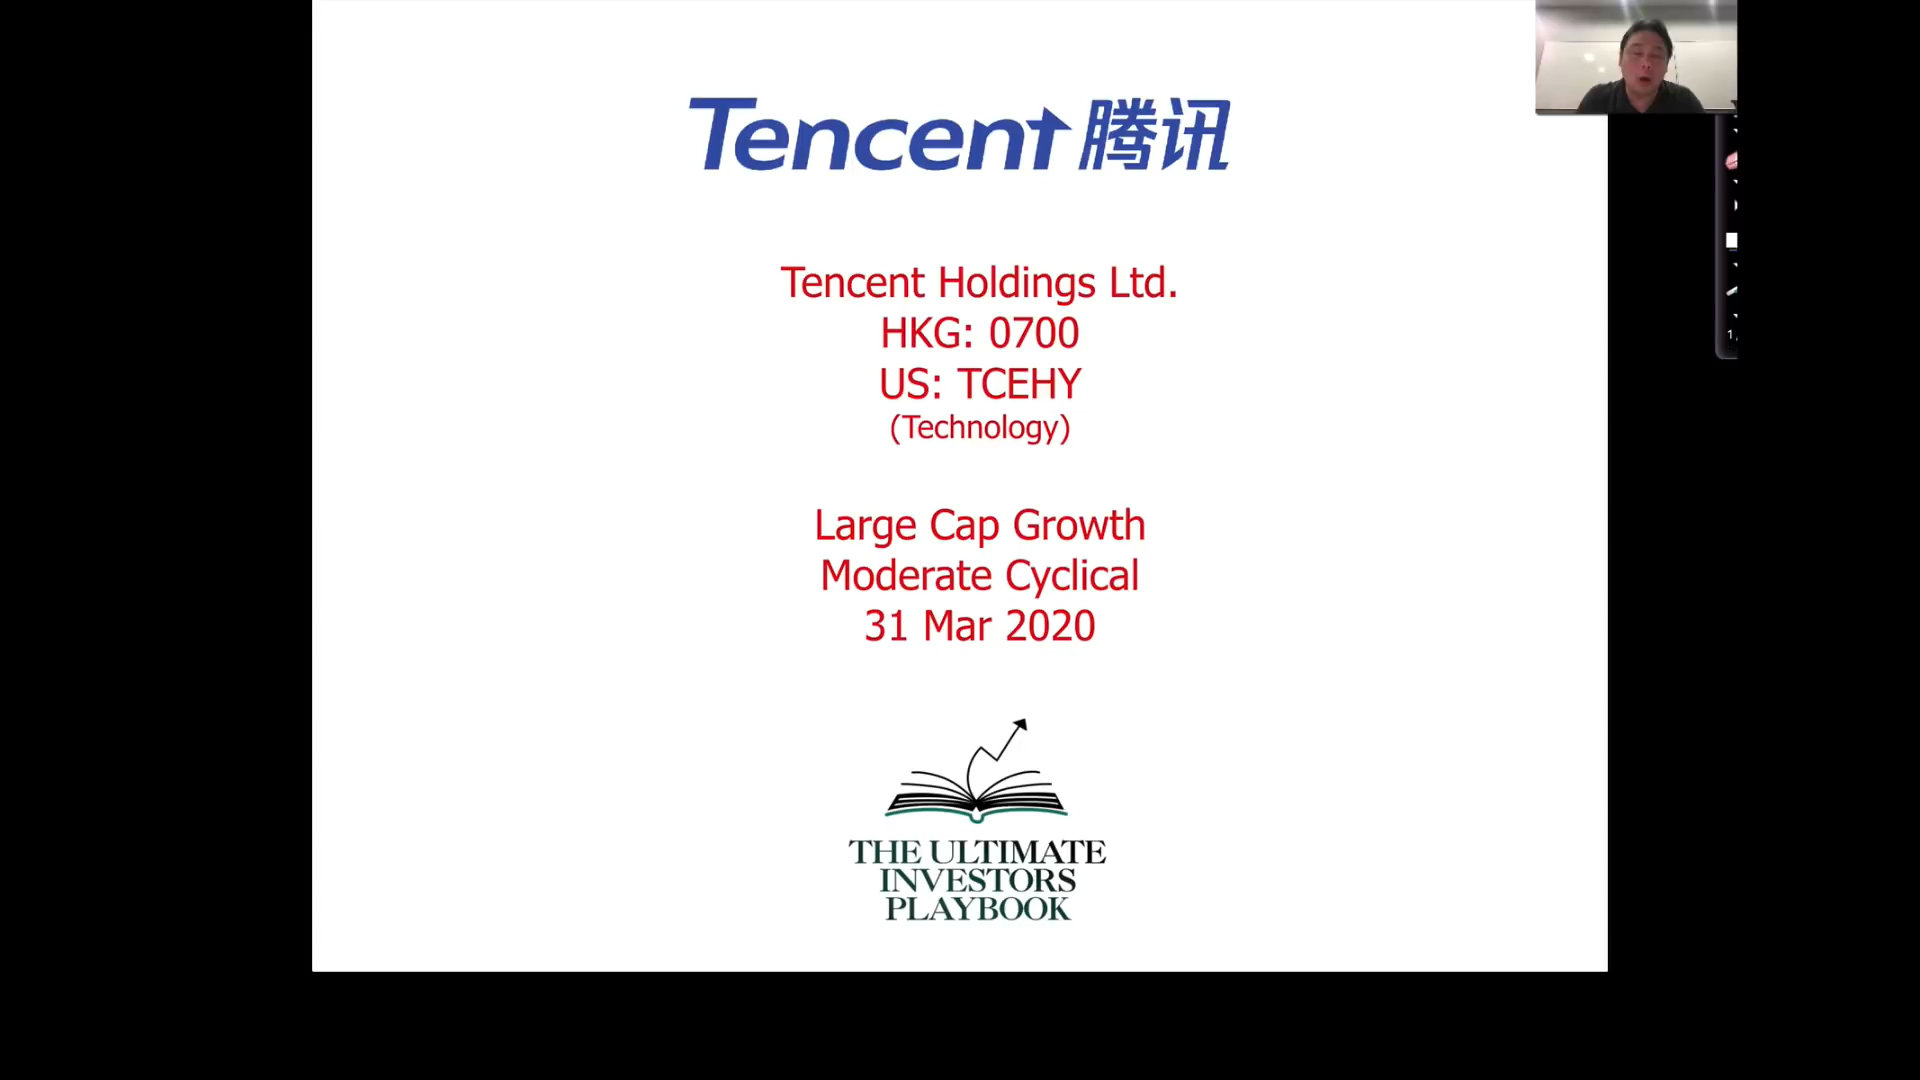 Tencent 腾讯
Tencent Holdings Ltd.
HKG: 0700
US: TCEHY
(Technology)
Large Cap Growth
Moderate Cyclical
31 Mar 2020
THE ULTIMATE
INVESTORS
PLAYBOOK
1